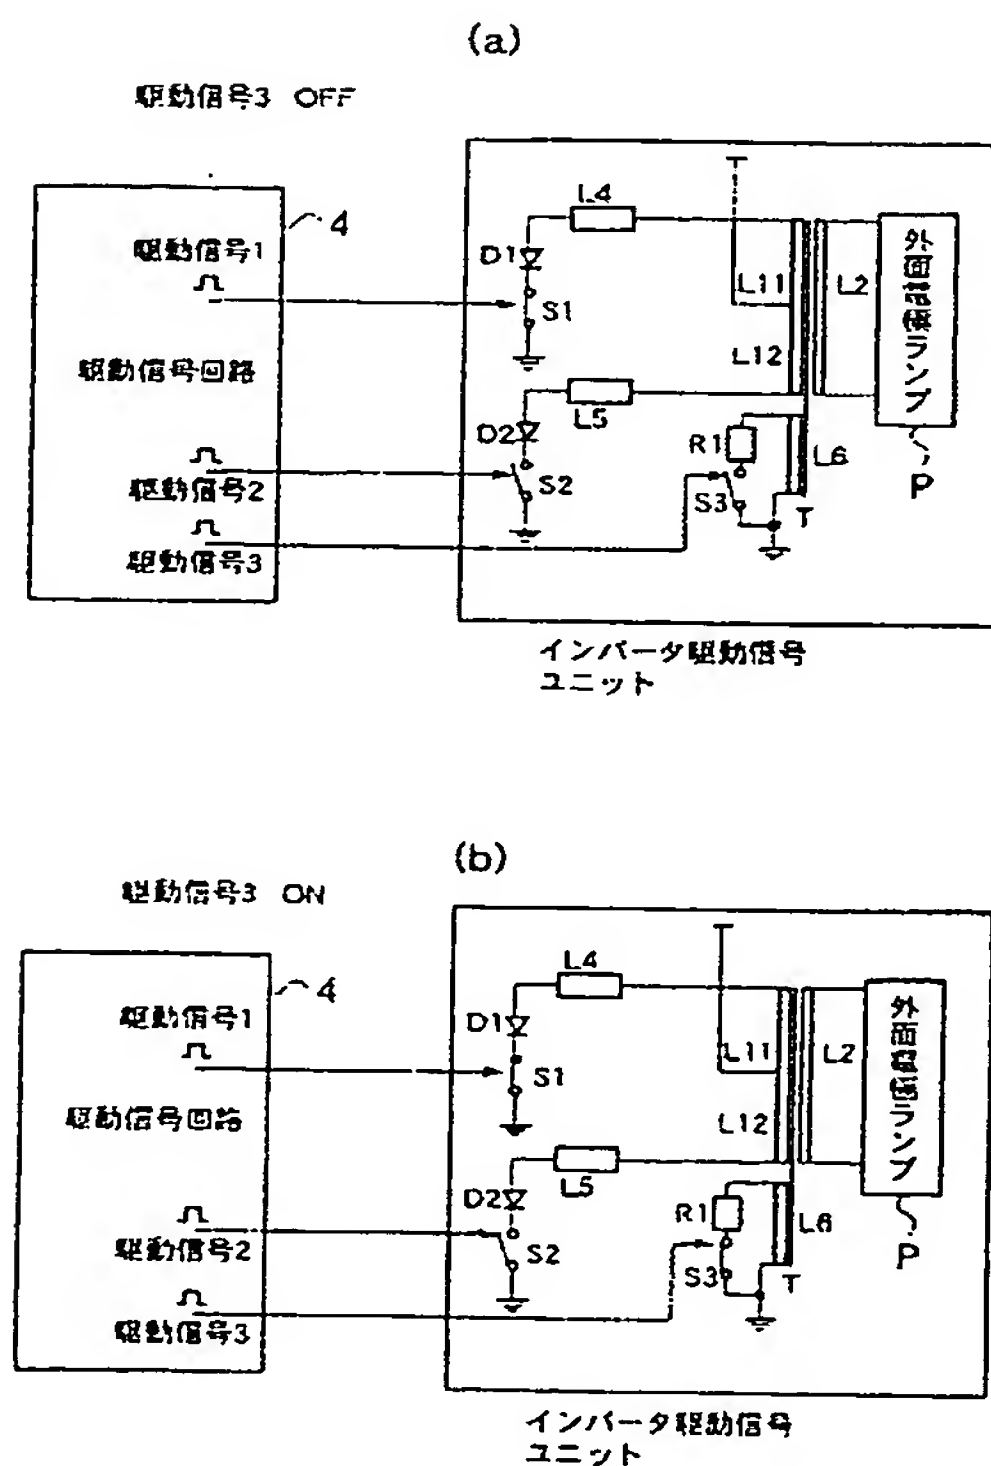 (a)
駆動信号3 OFF
4
駆動信号1
駆動信号回路
駆動信号2
駆動信号3
L4
D1
S1
L11
L2
L12
L5
D2
S2
R1
S3
L6
T
外面電極ランプ
P
インバータ駆動信号
ユニット
(b)
駆動信号3 ON
4
駆動信号1
駆動信号回路
駆動信号2
駆動信号3
L4
D1
S1
L11
L2
L12
L5
D2
S2
R1
S3
L6
T
外面電極ランプ
P
インバータ駆動信号
ユニット